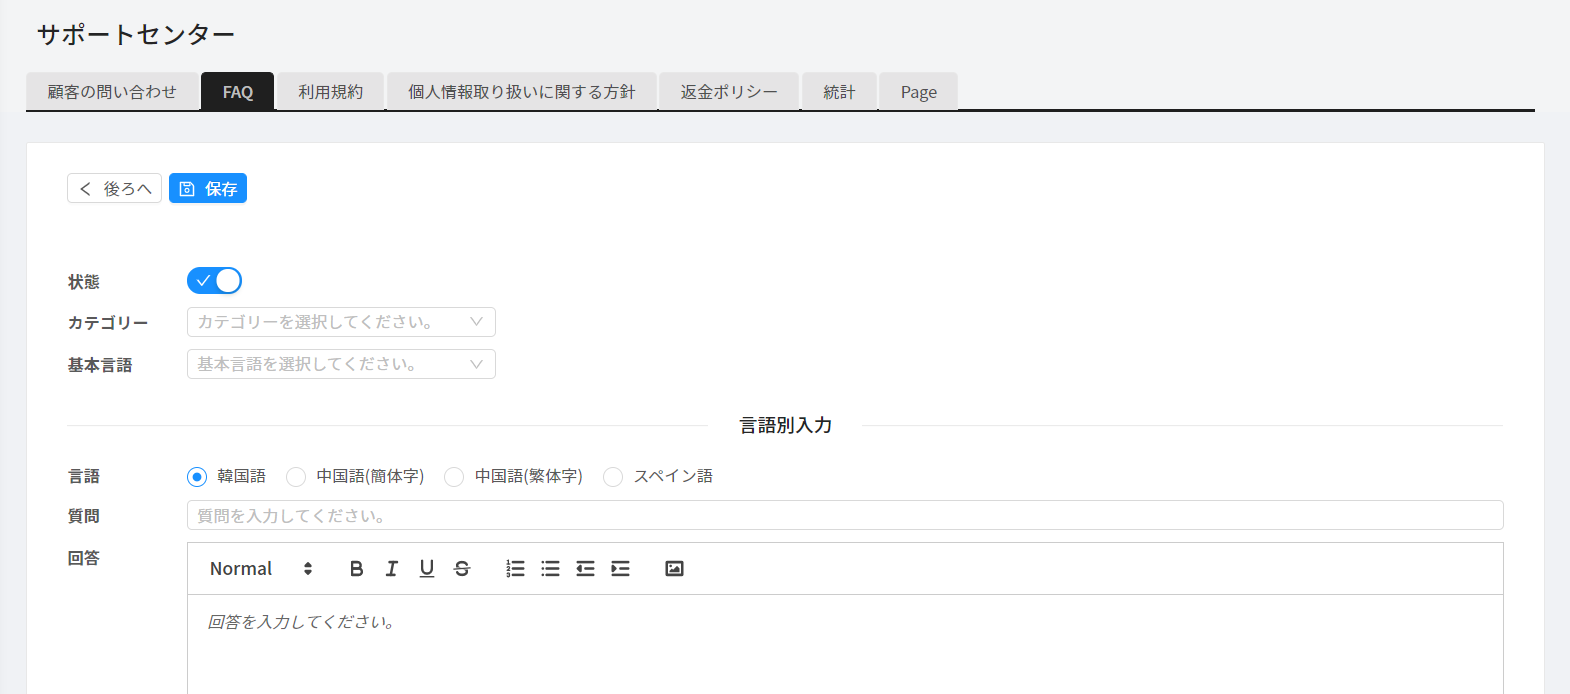 サポートセンター
顧客の問い合わせ FAQ 利用規約 個人情報取り扱いに関する方針 返金ポリシー 統計 Page
後ろへ 保存
状態
カテゴリー カテゴリーを選択してください。
基本言語 基本言語を選択してください。
言語別入力
言語 韓国語 中国語(簡体字) 中国語(繁体字) スペイン語
質問 質問を入力してください。
回答 Normal B I U S
回答を入力してください。